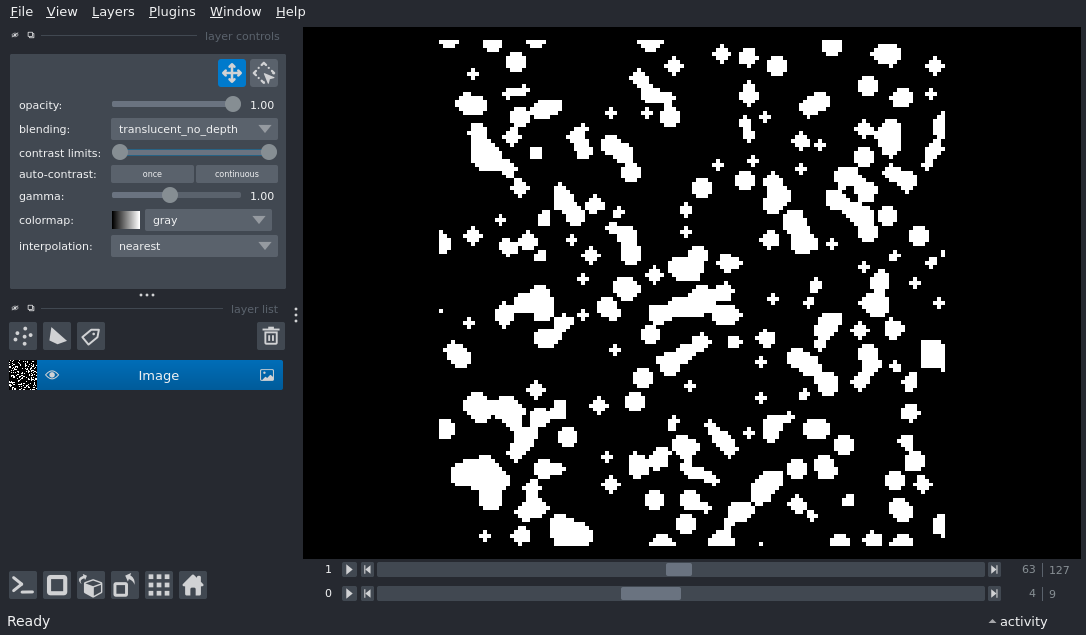 File View Layers Plugins Window Help
layer controls
opacity: 1.00
blending: translucent_no_depth
contrast limits:
auto-contrast: once continuous
gamma: 1.00
colormap: gray
interpolation: nearest
layer list
Image
1 63 127
0 4 9
Ready activity